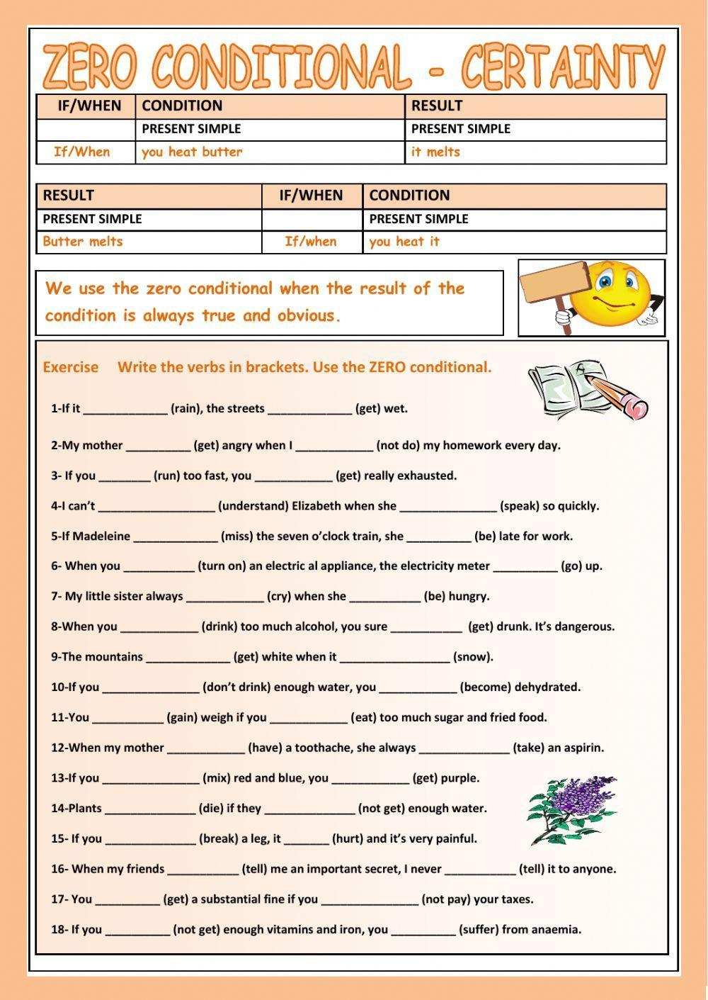 ZERO CONDITIONAL - CERTAINTY
IF/WHEN CONDITION RESULT
PRESENT SIMPLE PRESENT SIMPLE
If/When you heat butter it melts
RESULT IF/WHEN CONDITION
PRESENT SIMPLE PRESENT SIMPLE
Butter melts If/when you heat it
We use the zero conditional when the result of the
condition is always true and obvious.
Exercise Write the verbs in brackets. Use the ZERO conditional.
A
1-If it _____________ (rain), the streets _____________ (get) wet.
2-My mother __________ (get) angry when I ____________ (not do) my homework every day.
3- If you ________ (run) too fast, you ____________ (get) really exhausted.
4-I can’t __________________ (understand) Elizabeth when she _______________ (speak) so quickly.
5-If Madeleine _____________ (miss) the seven o’clock train, she __________ (be) late for work.
6- When you ___________ (turn on) an electric al appliance, the electricity meter __________ (go) up.
7- My little sister always ____________ (cry) when she ___________ (be) hungry.
8-When you ____________ (drink) too much alcohol, you sure ___________ (get) drunk. It’s dangerous.
9-The mountains _____________ (get) white when it _________________ (snow).
10-If you _______________ (don’t drink) enough water, you ____________ (become) dehydrated.
11-You ___________ (gain) weigh if you ____________ (eat) too much sugar and fried food.
12-When my mother ____________ (have) a toothache, she always ______________ (take) an aspirin.
13-If you _______________ (mix) red and blue, you ____________ (get) purple.
14-Plants ______________ (die) if they ______________ (not get) enough water.
15- If you ______________ (break) a leg, it _______ (hurt) and it’s very painful.
16- When my friends ___________ (tell) me an important secret, I never ___________ (tell) it to anyone.
17- You __________ (get) a substantial fine if you _______________ (not pay) your taxes.
18- If you __________ (not get) enough vitamins and iron, you __________ (suffer) from anaemia.